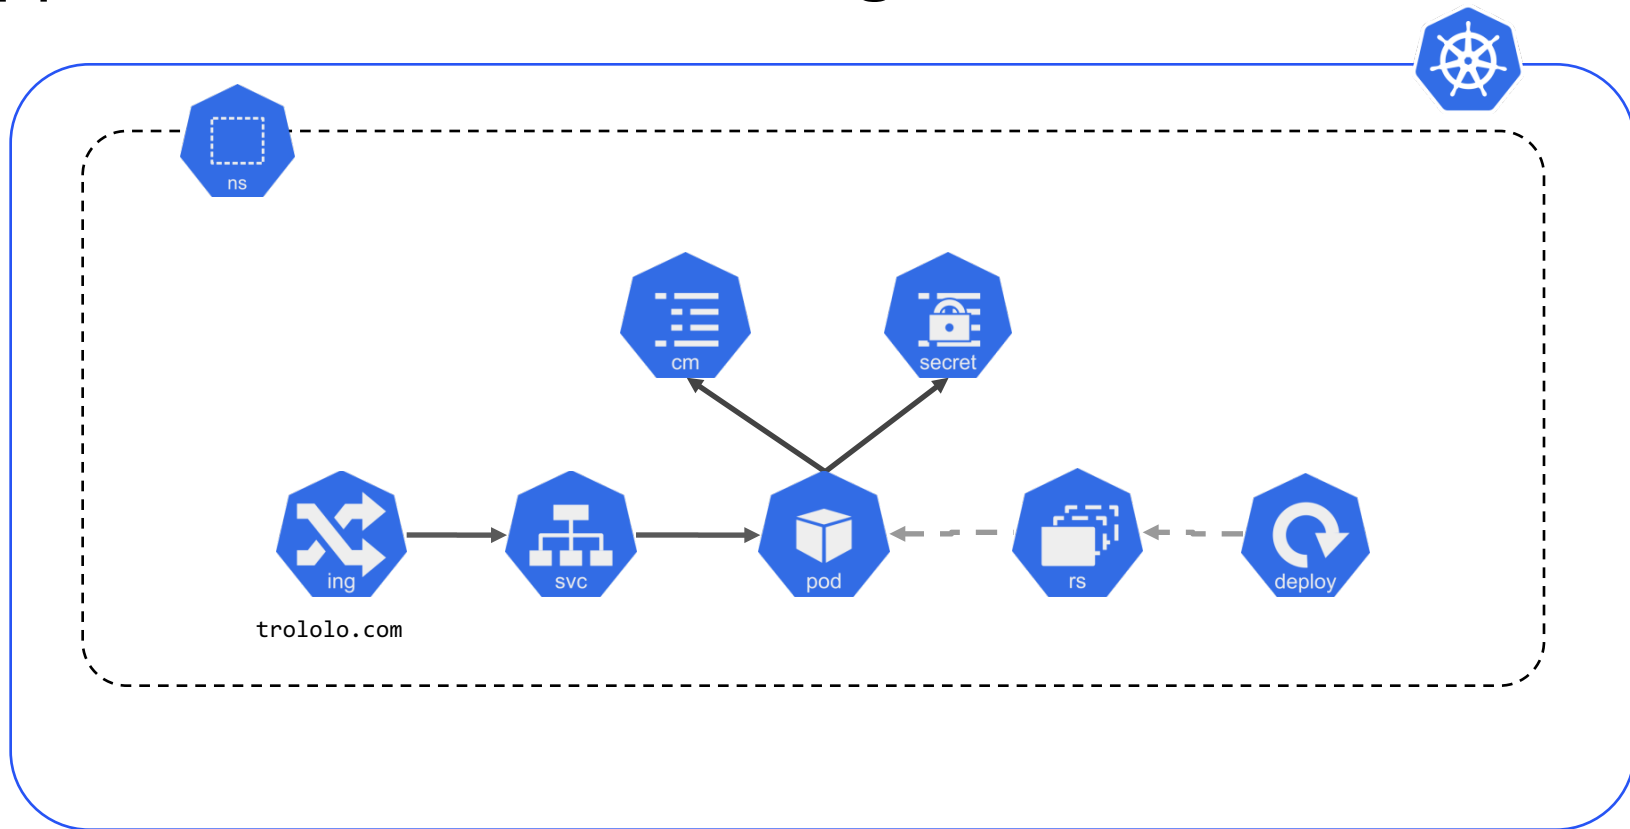 ns
cm
secret
ing
svc
pod
rs
deploy
trololo.com